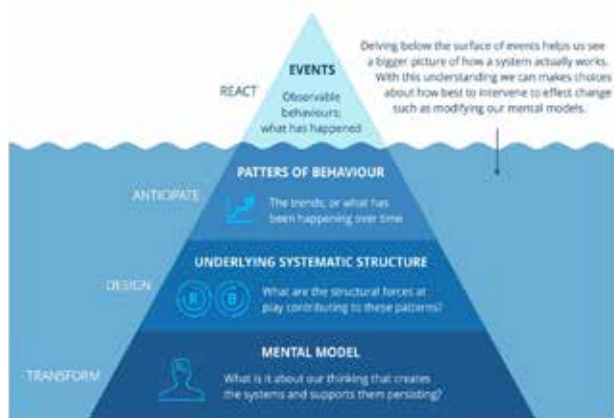 EVENTS
REACT
Observable
behaviours;
what has happened
Delving below the surface of events helps us see
a bigger picture of how a system actually works.
With this understanding we can makes choices
about how best to intervene to effect change
such as modifying our mental models.
PATTERS OF BEHAVIOUR
ANTICIPATE
The trends, or what has
been happening over time
UNDERLYING SYSTEMATIC STRUCTURE
DESIGN
R B
What are the structural forces at
play contributing to these patterns?
MENTAL MODEL
TRANSFORM
What is it about our thinking that creates
the systems and supports them persisting?